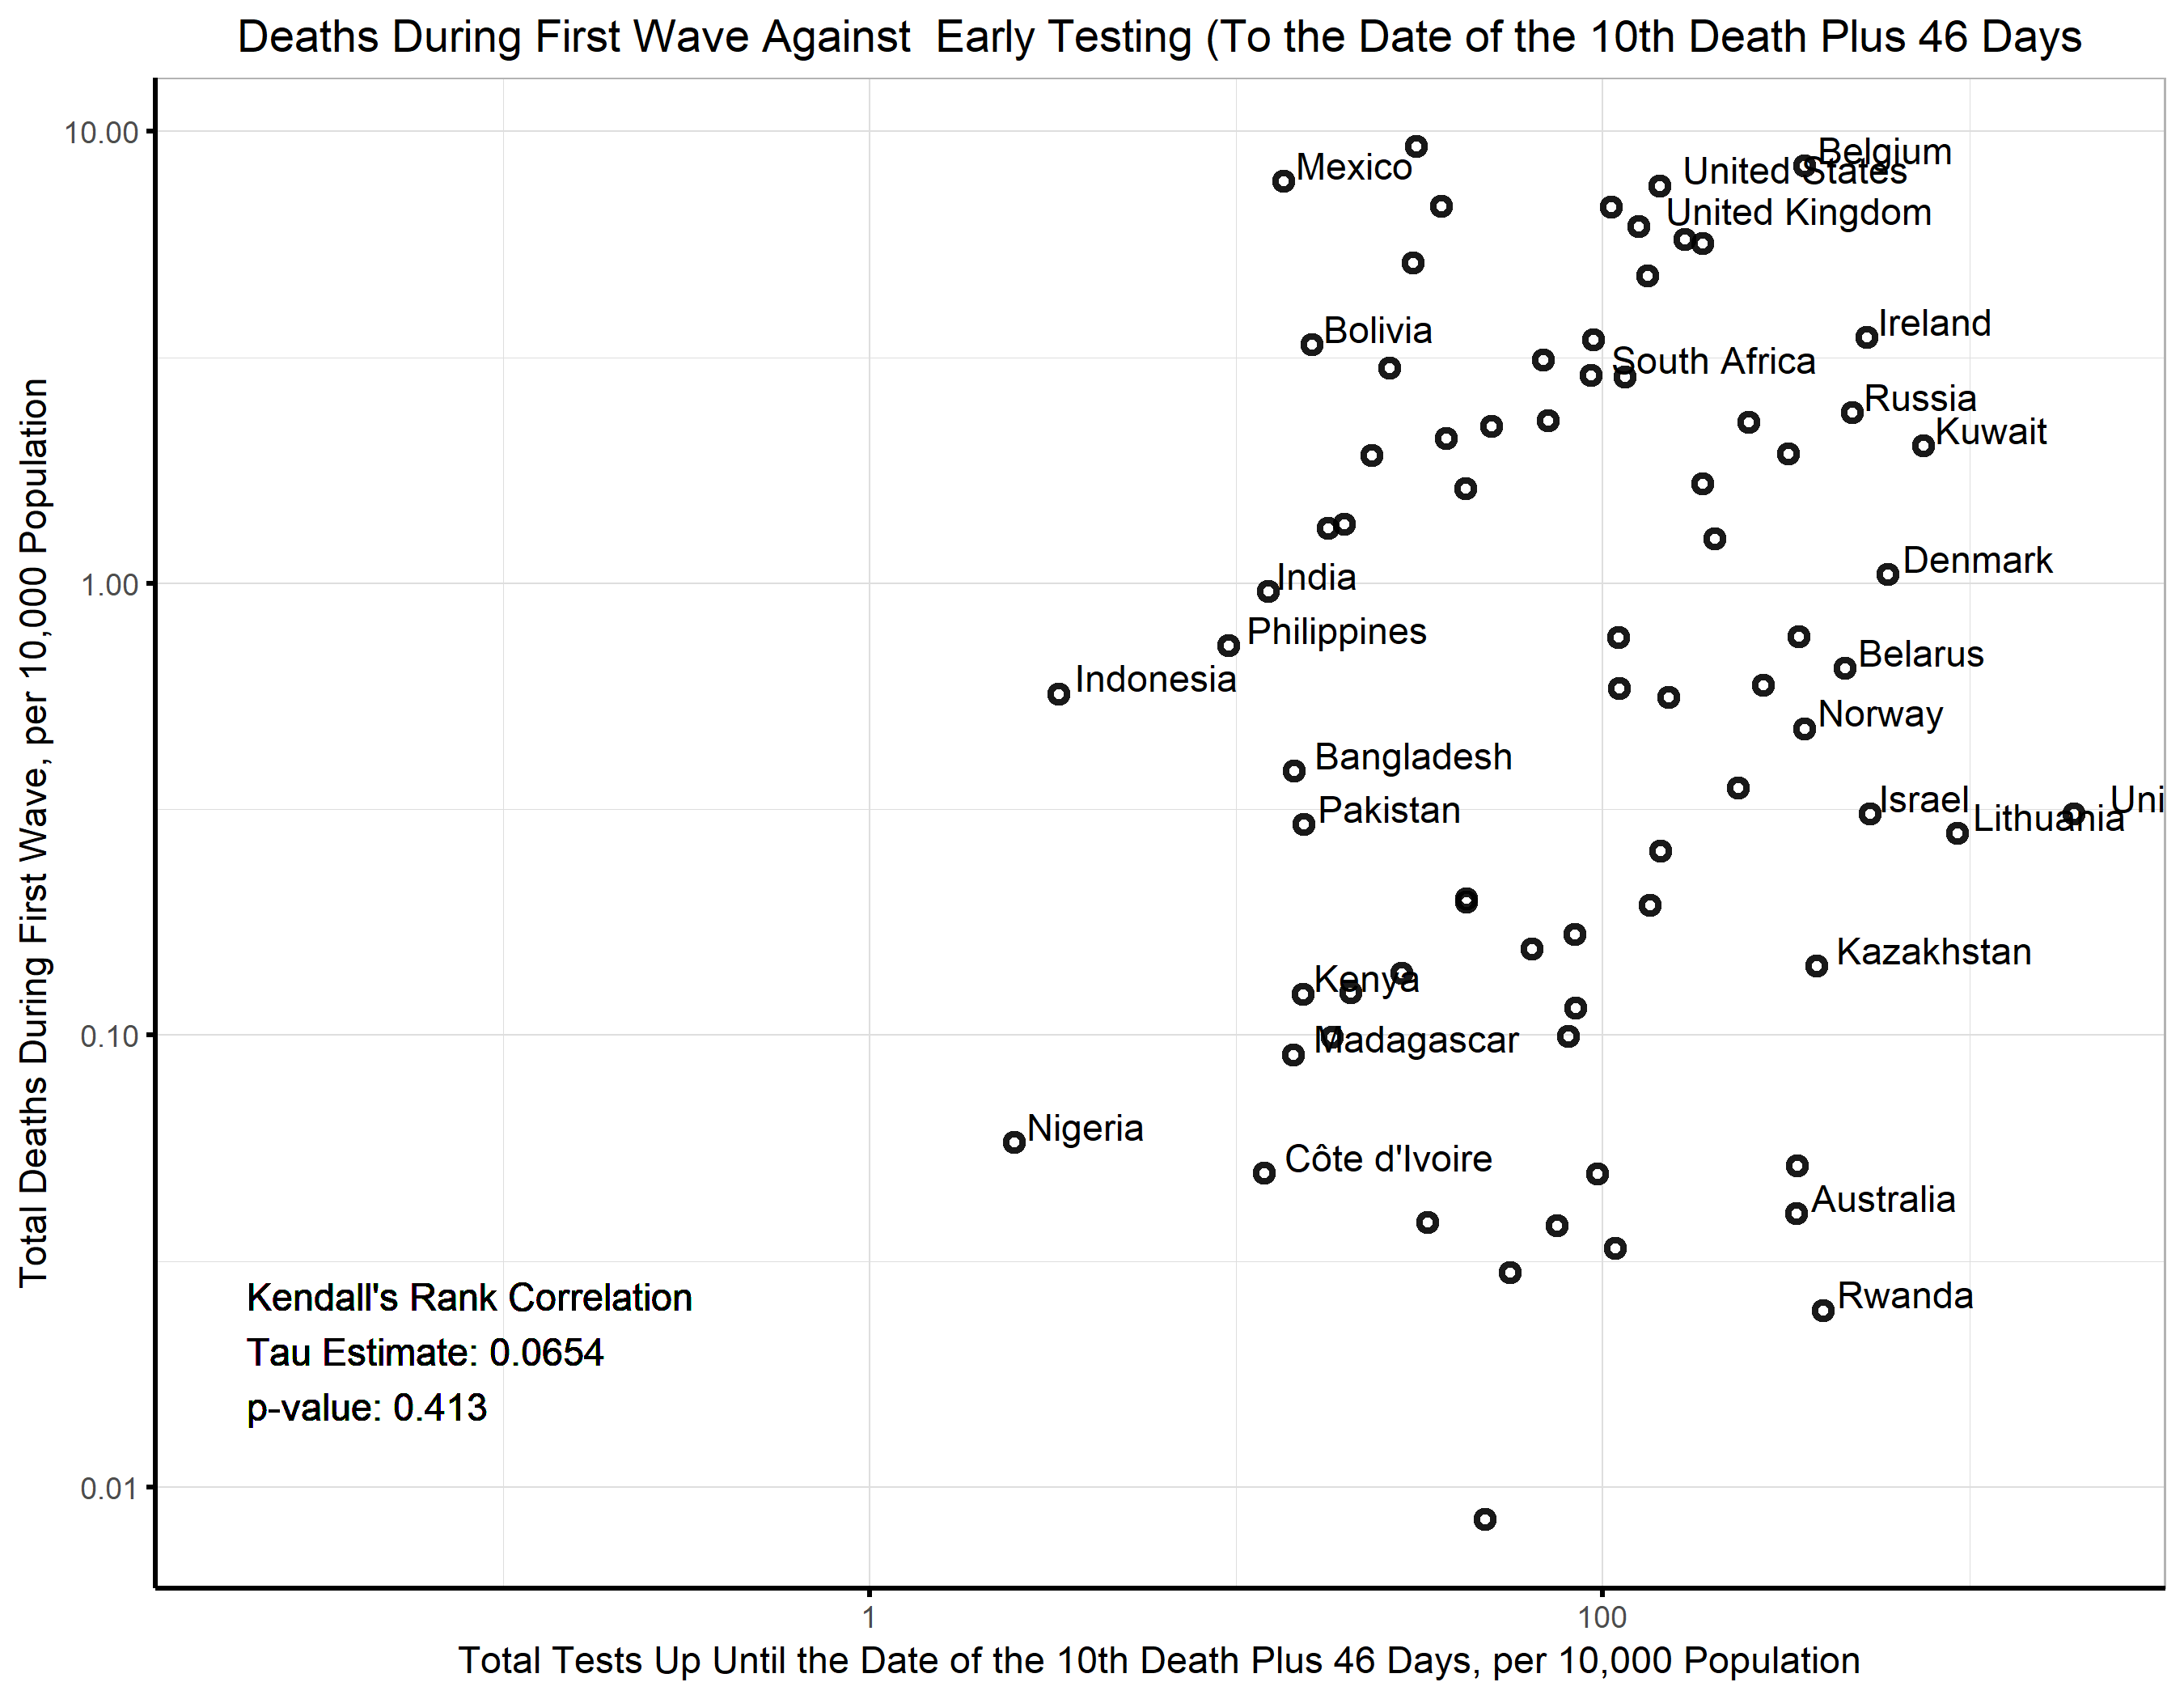 Deaths During First Wave Against  Early Testing (To the Date of the 10th Death Plus 46 Days
Total Deaths During First Wave, per 10,000 Population
10.00
1.00
0.10
0.01
Mexico
Belgium
United States
United Kingdom
Bolivia
Ireland
South Africa
Russia
Kuwait
India
Denmark
Philippines
Indonesia
Belarus
Norway
Bangladesh
Pakistan
Israel
Uni
Lithuania
Kenya
Kazakhstan
Madagascar
Nigeria
Côte d'Ivoire
Australia
Rwanda
Kendall's Rank Correlation
Tau Estimate: 0.0654
p-value: 0.413
1
100
Total Tests Up Until the Date of the 10th Death Plus 46 Days, per 10,000 Population